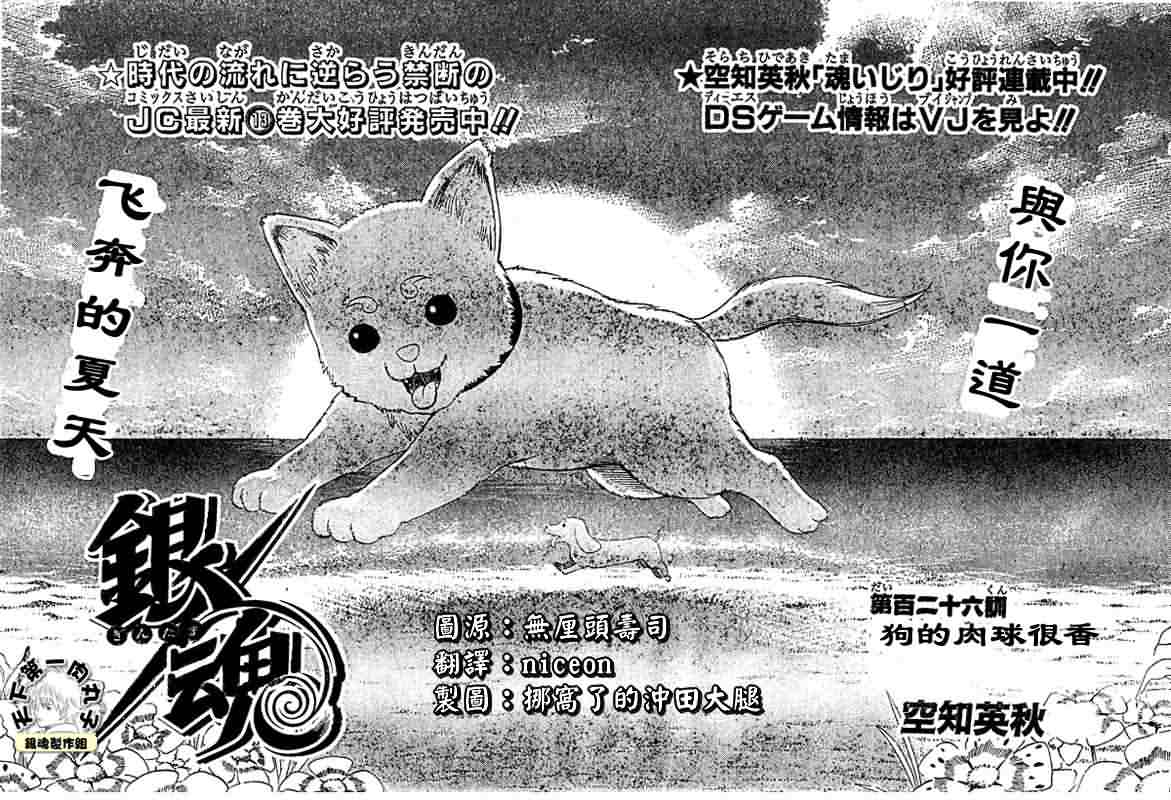 ★空知英秋「魂いじり」好評連載中!!
DSゲーム情報はVJを見よ!!
★時代の流れに逆らう禁断の
JC最新⑬巻大好評発売中!!
與你一道
飞奔的夏天
銀魂
ぎんたま
第百二十六訓
狗的肉球很香
空知英秋
圖源：無厘頭壽司
翻譯：niceon
製圖：挪窩了的沖田大腿
銀魂製作組